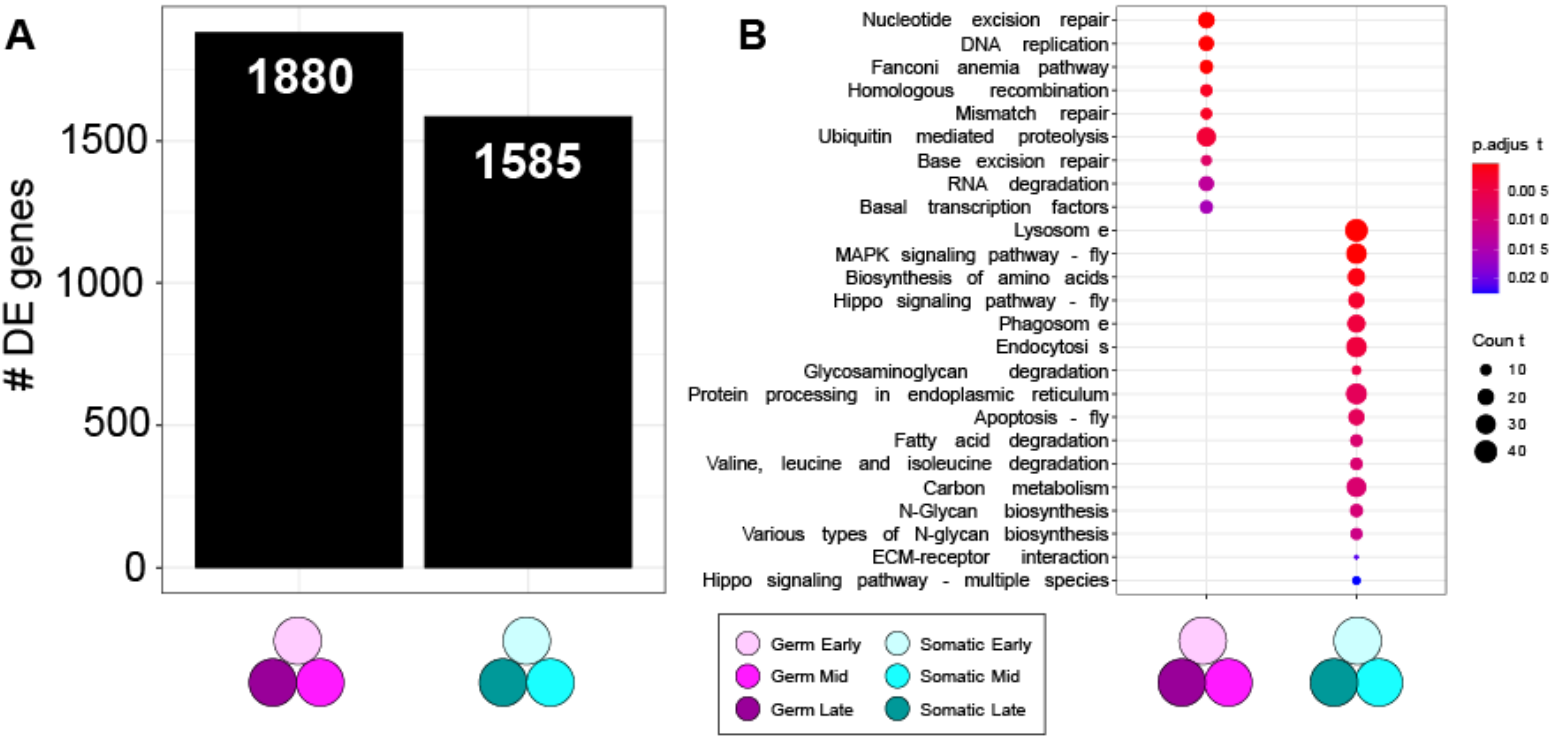 A
# DE genes
1500
1000
500
0
1880
1585
B
Nucleotide excision repair
DNA replication
Fanconi anemia pathway
Homologous recombination
Mismatch repair
Ubiquitin mediated proteolysis
Base excision repair
RNA degradation
Basal transcription factors
Lysosom e
MAPK signaling pathway - fly
Biosynthesis of amino acids
Hippo signaling pathway - fly
Phagosom e
Endocytosi s
Glycosaminoglycan degradation
Protein processing in endoplasmic reticulum
Apoptosis - fly
Fatty acid degradation
Valine, leucine and isoleucine degradation
Carbon metabolism
N-Glycan biosynthesis
Various types of N-glycan biosynthesis
ECM-receptor interaction
Hippo signaling pathway - multiple species
p.adjus t
0.00 5
0.01 0
0.01 5
0.02 0
Coun t
10
20
30
40
Germ Early
Germ Mid
Germ Late
Somatic Early
Somatic Mid
Somatic Late